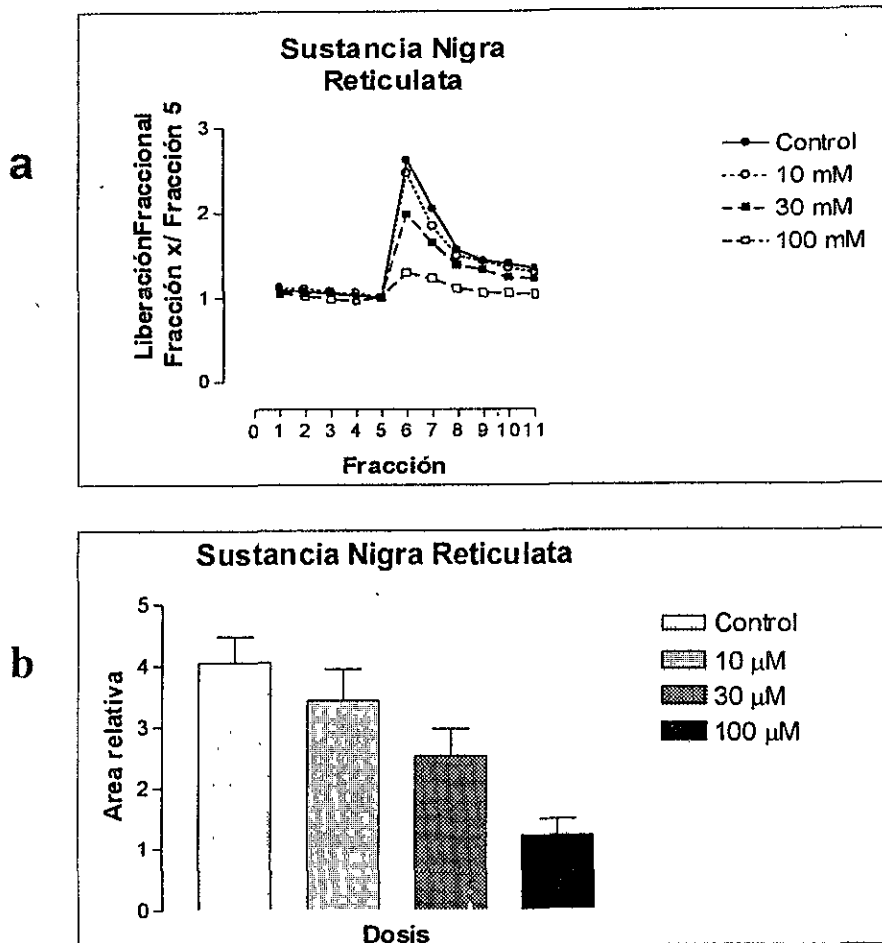 a
Sustancia Nigra
Reticulata
LiberaciónFraccional
Fracción x/ Fracción 5
3
2
1
0
0 1 2 3 4 5 6 7 8 9 10 11
Fracción
Control
10 mM
30 mM
100 mM
b
Sustancia Nigra Reticulata
Area relativa
5
4
3
2
1
0
Dosis
Control
10 µM
30 µM
100 µM